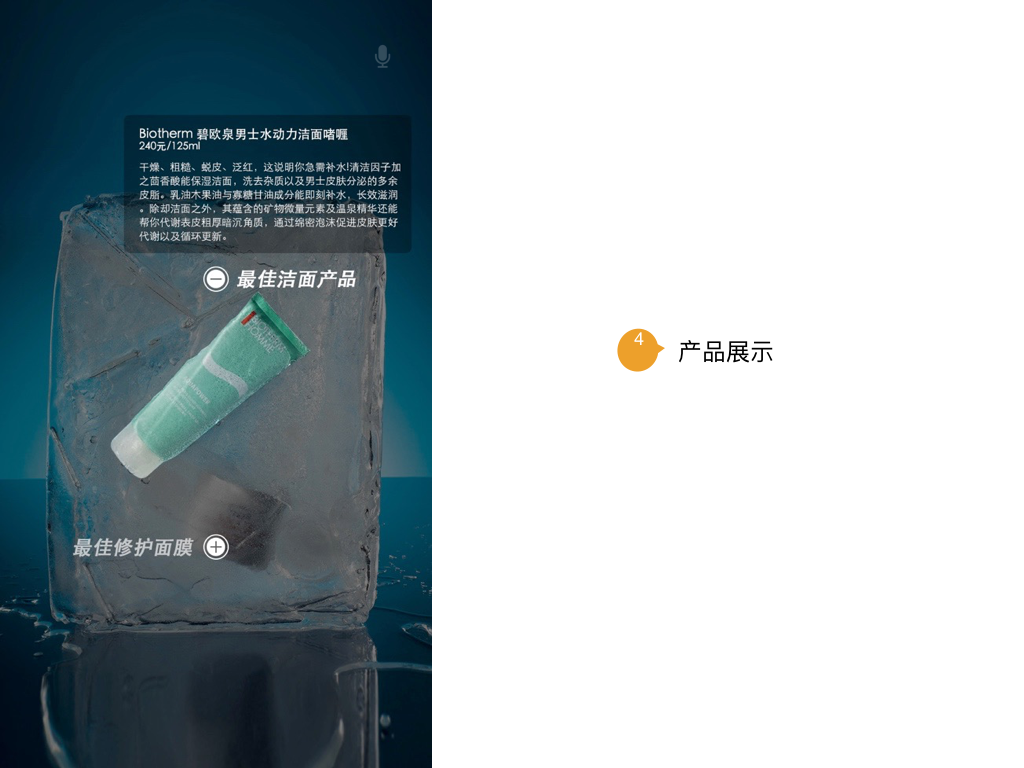 Biotherm 碧欧泉男士水动力洁面啫喱
240元/125ml
干燥、粗糙、蜕皮、泛红，这说明你急需补水!清洁因子加
之茴香酸能保湿洁面，洗去杂质以及男士皮肤分泌的多余
皮脂。乳油木果油与寡糖甘油成分能即刻补水，长效滋润
。除却洁面之外，其蕴含的矿物微量元素及温泉精华还能
帮你代谢表皮粗厚暗沉角质，通过绵密泡沫促进皮肤更好
代谢以及循环更新。
最佳洁面产品
BIOTHERM
HOMME
最佳修护面膜
4
产品展示